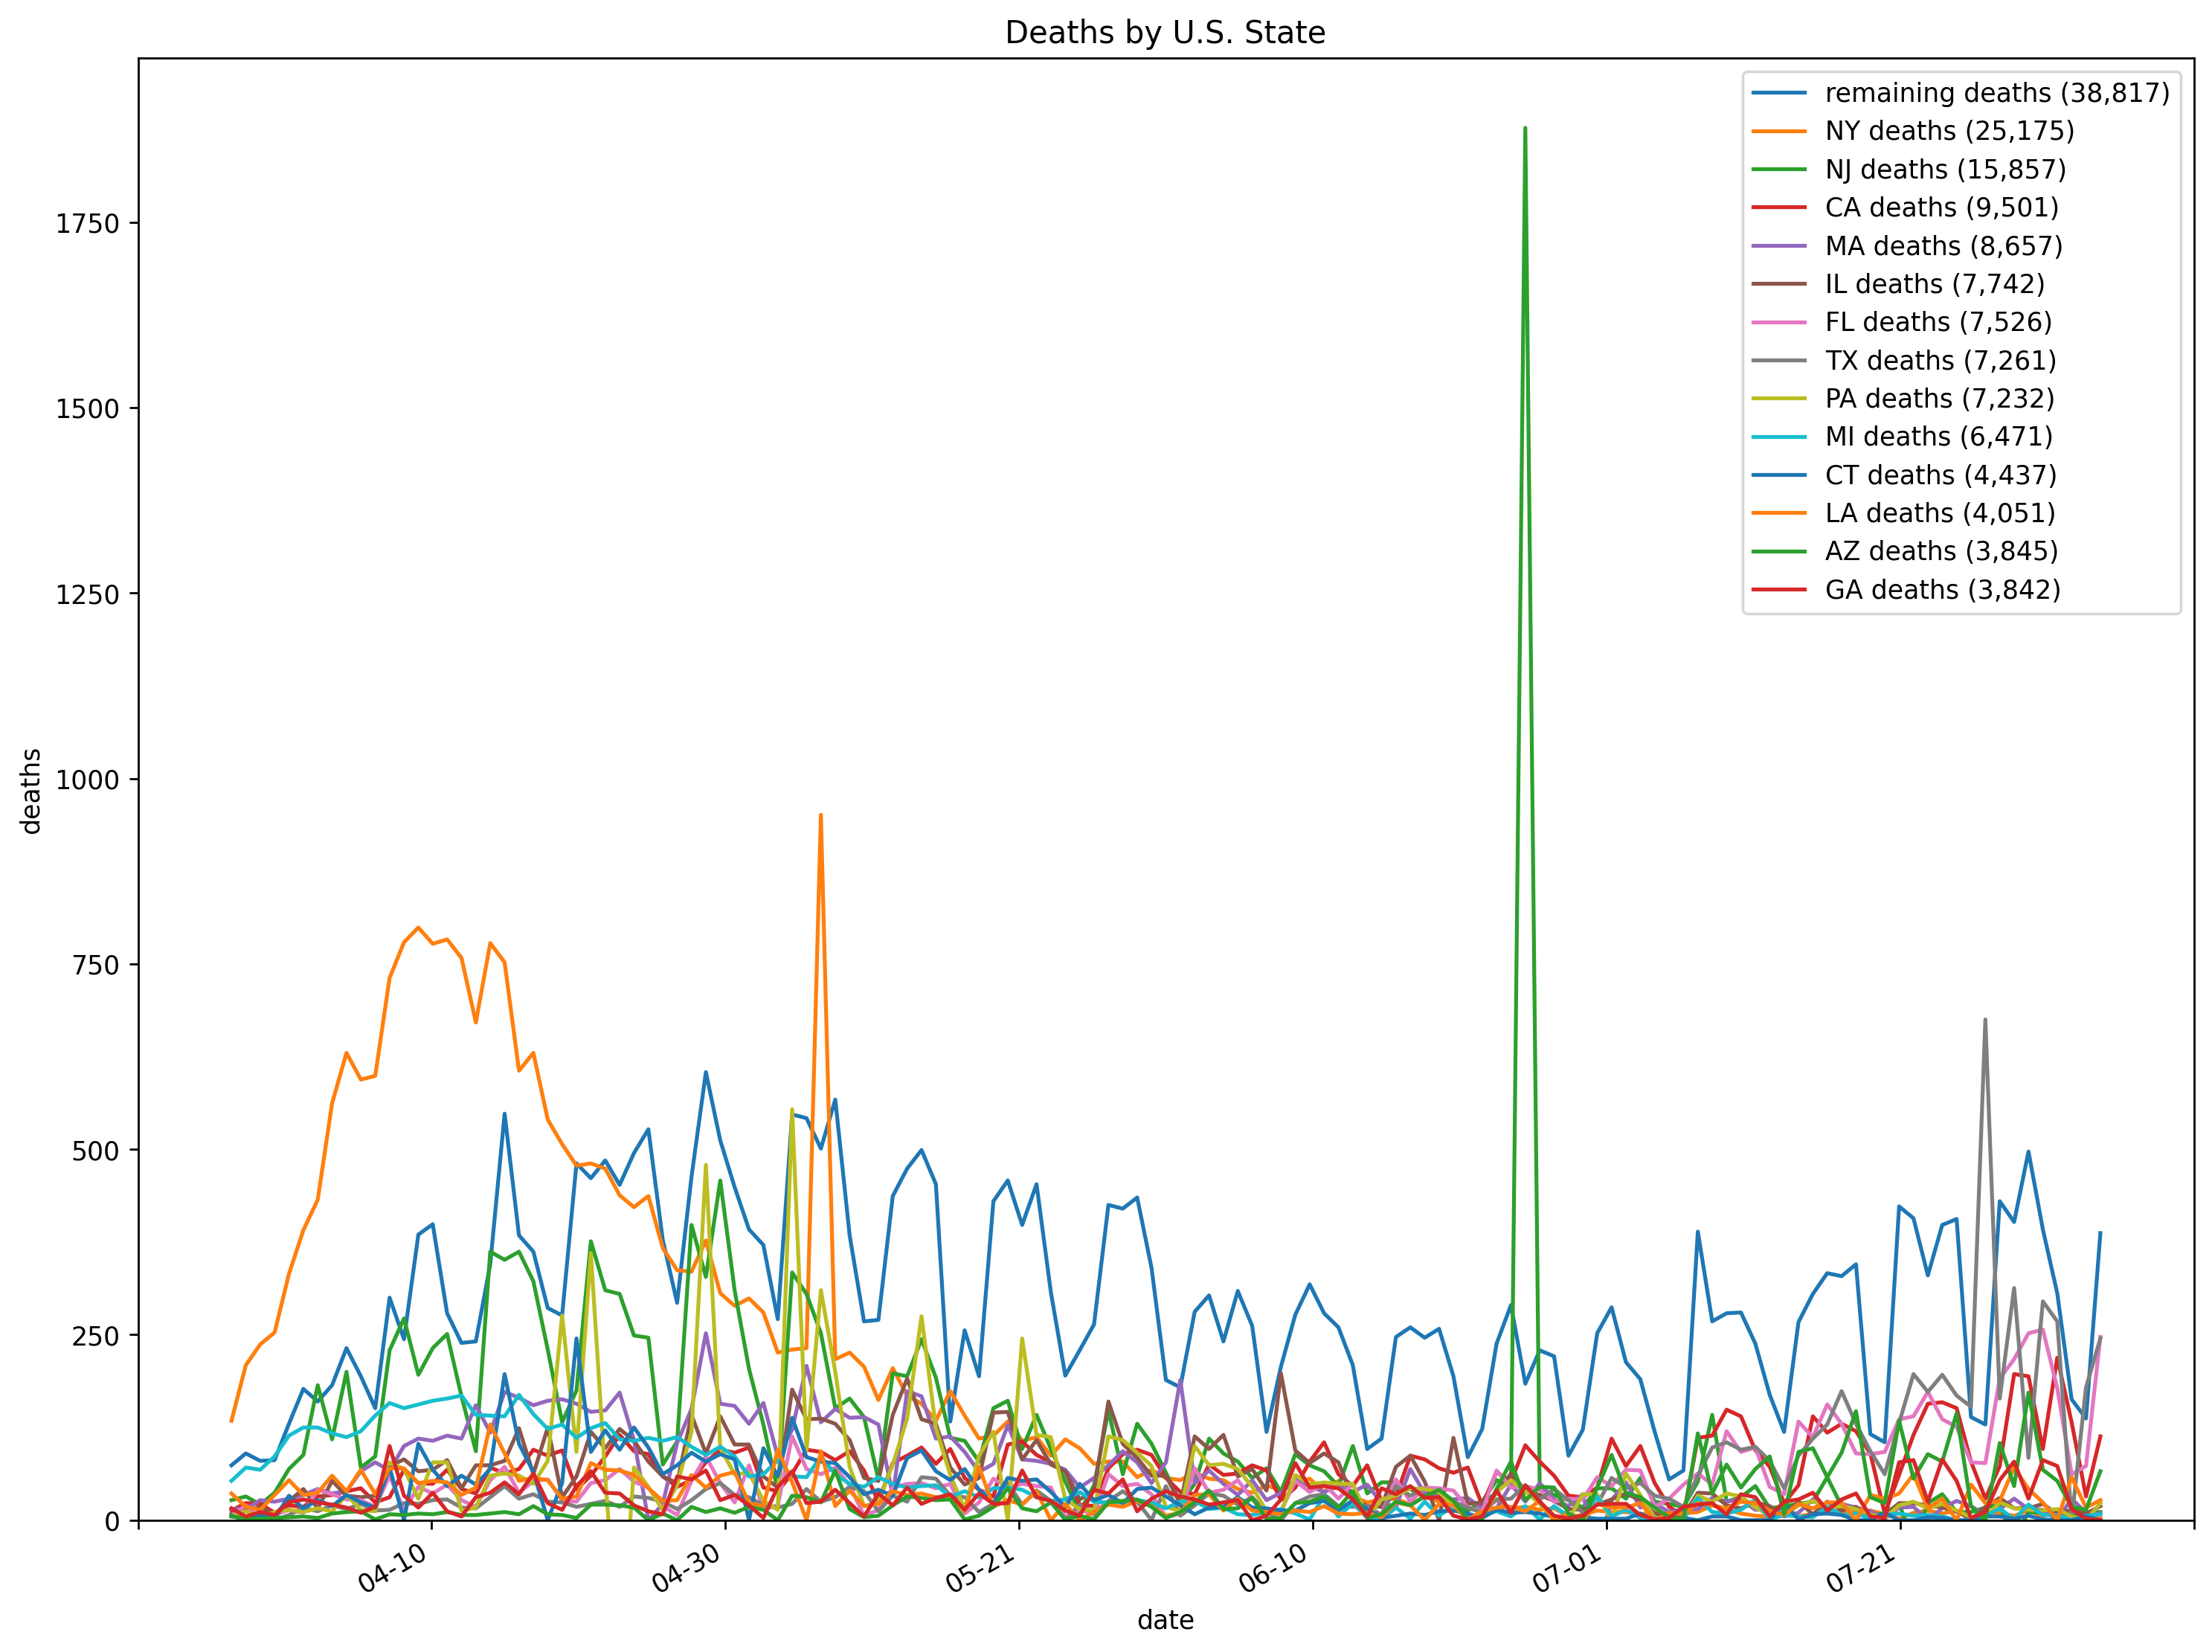 Deaths by U.S. State
remaining deaths (38,817)
NY deaths (25,175)
NJ deaths (15,857)
CA deaths (9,501)
MA deaths (8,657)
IL deaths (7,742)
FL deaths (7,526)
TX deaths (7,261)
PA deaths (7,232)
MI deaths (6,471)
CT deaths (4,437)
LA deaths (4,051)
AZ deaths (3,845)
GA deaths (3,842)
1750
1500
1250
1000
750
500
250
0
deaths
04-10
04-30
05-21
06-10
07-01
07-21
date